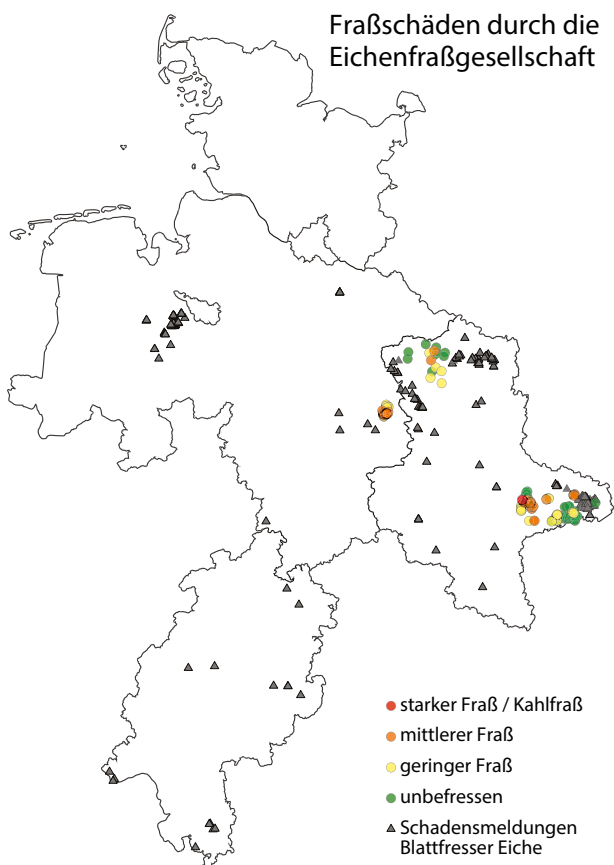 Fraßschäden durch die
Eichenfraßgesellschaft
starker Fraß / Kahlfraß
mittlerer Fraß
geringer Fraß
unbefressen
Schadensmeldungen
Blattfresser Eiche